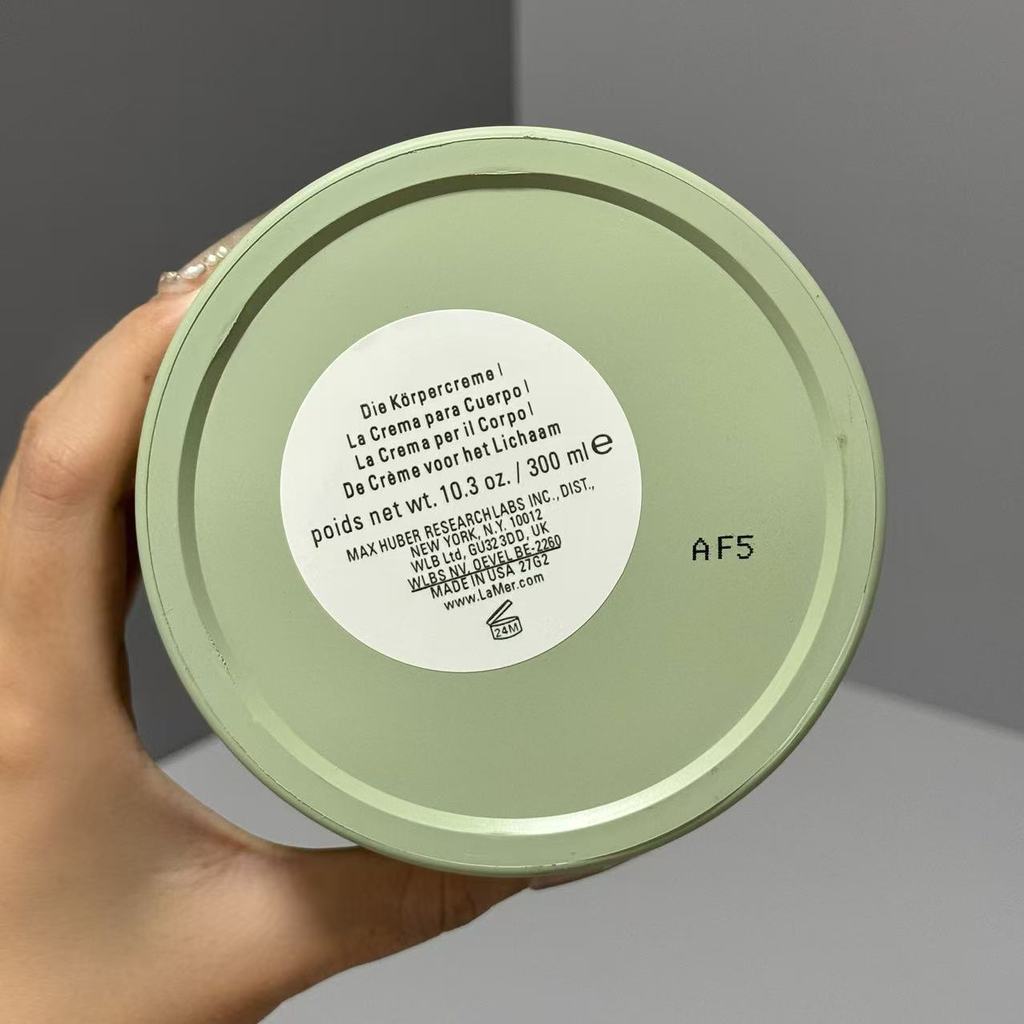 Die Körpercreme |
La Crema para Cuerpo |
La Crema per il Corpo |
De Crème voor het Lichaam
poids net wt. 10.3 oz. / 300 ml ℮
MAX HUBER RESEARCH LABS INC., DIST.,
NEW YORK, N.Y. 10012
WLB Ltd, GU32 3DD, UK
WLBS NV, OEVEL BE-2260
MADE IN USA 27G2
www.LaMer.com
24M
AF5